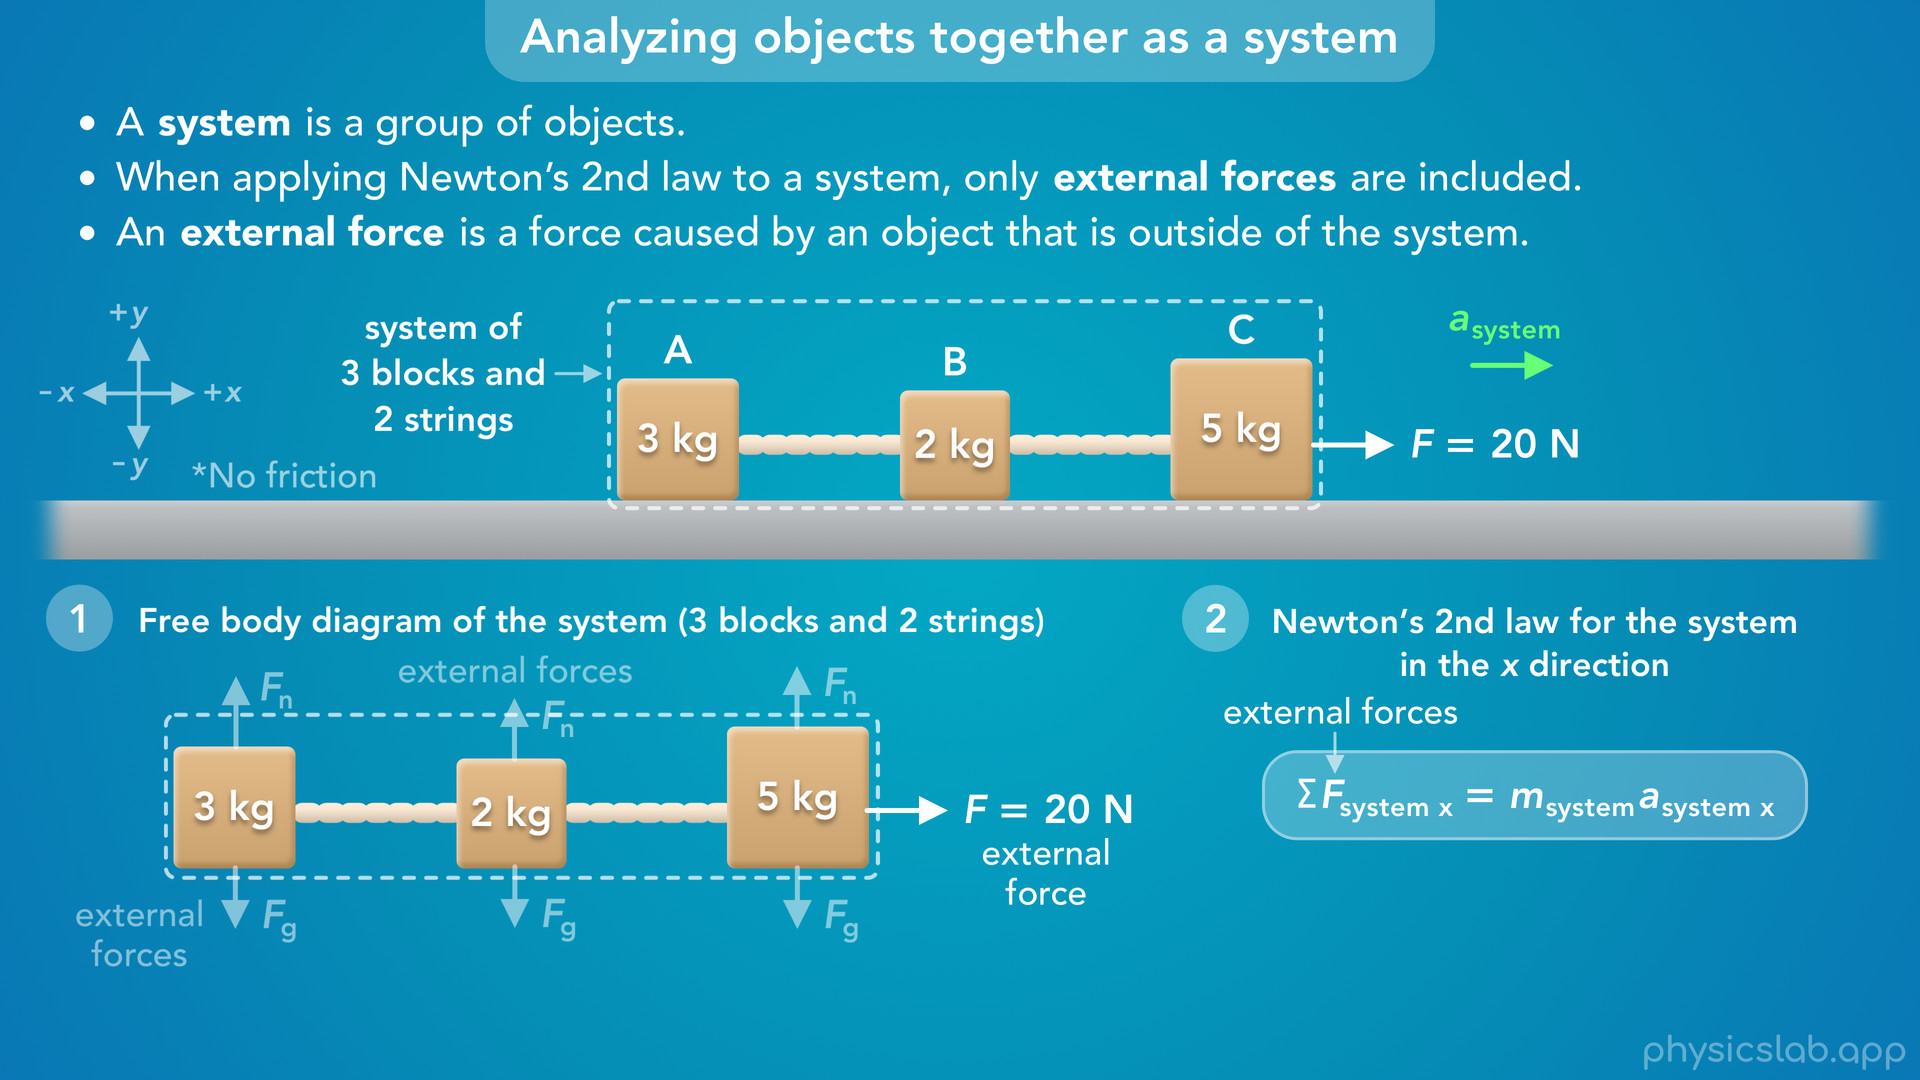 Analyzing objects together as a system
• A system is a group of objects.
• When applying Newton’s 2nd law to a system, only external forces are included.
• An external force is a force caused by an object that is outside of the system.
+y
-x
+x
-y
*No friction
system of
3 blocks and
2 strings
A
B
C
3 kg
2 kg
5 kg
a system
F = 20 N
1
Free body diagram of the system (3 blocks and 2 strings)
external forces
Fn
Fn
Fn
3 kg
2 kg
5 kg
F = 20 N
external
force
external
forces
Fg
Fg
Fg
2
Newton’s 2nd law for the system
in the x direction
external forces
ΣFsystem x = msystem asystem x
physicslab.app